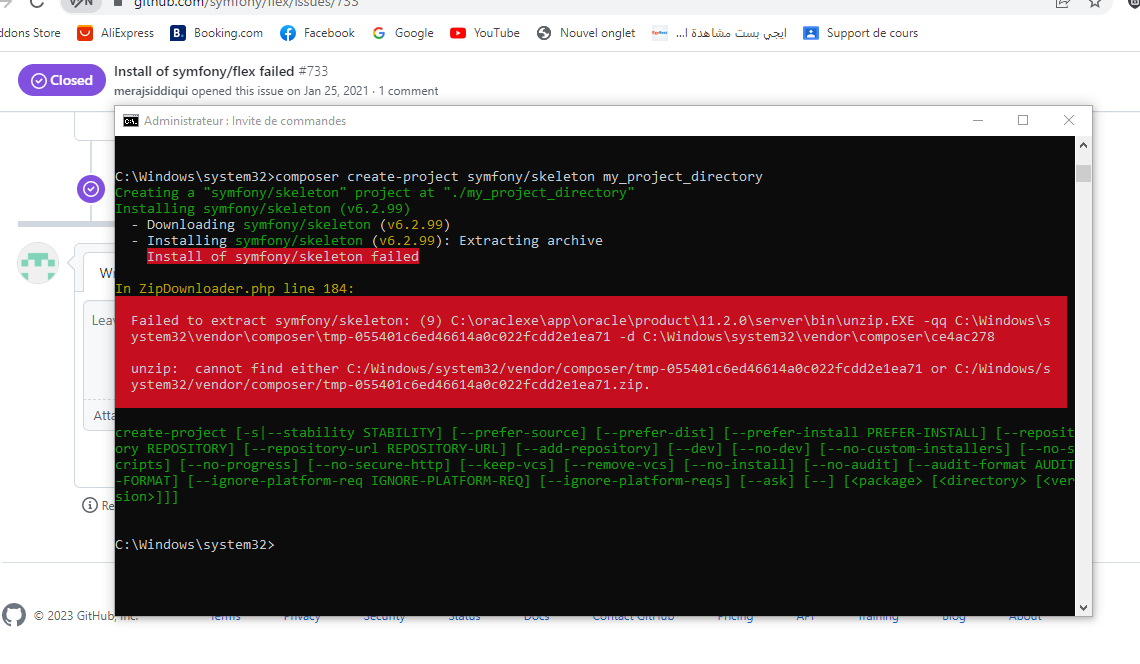 github.com/symfony/flex/issues/733
ddons Store AliExpress B. Booking.com Facebook Google YouTube Nouvel onglet ايجي بست مشاهدة ا... Support de cours
Closed Install of symfony/flex failed #733
merajsiddiqui opened this issue on Jan 25, 2021 · 1 comment
Administrateur : Invite de commandes
C:\Windows\system32>composer create-project symfony/skeleton my_project_directory
Creating a "symfony/skeleton" project at "./my_project_directory"
Installing symfony/skeleton (v6.2.99)
- Downloading symfony/skeleton (v6.2.99)
- Installing symfony/skeleton (v6.2.99): Extracting archive
Install of symfony/skeleton failed
Wr
In ZipDownloader.php line 184:
Lea
Failed to extract symfony/skeleton: (9) C:\oraclexe\app\oracle\product\11.2.0\server\bin\unzip.EXE -qq C:\Windows\s
ystem32\vendor\composer\tmp-055401c6ed46614a0c022fcdd2e1ea71 -d C:\Windows\system32\vendor\composer\ce4ac278
unzip:  cannot find either C:/Windows/system32/vendor/composer/tmp-055401c6ed46614a0c022fcdd2e1ea71 or C:/Windows/s
ystem32/vendor/composer/tmp-055401c6ed46614a0c022fcdd2e1ea71.zip.
Atta
create-project [-s|--stability STABILITY] [--prefer-source] [--prefer-dist] [--prefer-install PREFER-INSTALL] [--reposit
ory REPOSITORY] [--repository-url REPOSITORY-URL] [--add-repository] [--dev] [--no-dev] [--no-custom-installers] [--no-s
cripts] [--no-progress] [--no-secure-http] [--keep-vcs] [--remove-vcs] [--no-install] [--no-audit] [--audit-format AUDIT
-FORMAT] [--ignore-platform-req IGNORE-PLATFORM-REQ] [--ignore-platform-reqs] [--ask] [--] [<package> [<directory> [<ver
sion>]]]
Re
C:\Windows\system32>
© 2023 GitHub, Inc. Terms Privacy Security Status Docs Contact GitHub Pricing API Training Blog About